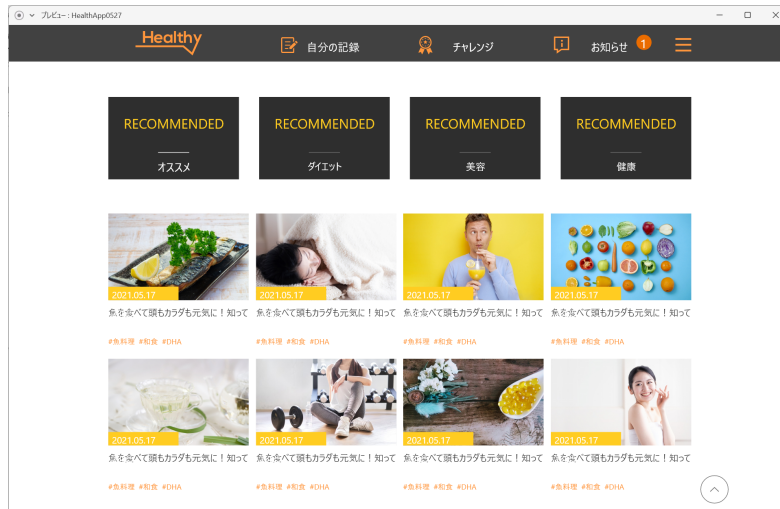 プレビュー : HealthApp0527
Healthy
自分の記録
チャレンジ
お知らせ 1
RECOMMENDED
オススメ
RECOMMENDED
ダイエット
RECOMMENDED
美容
RECOMMENDED
健康
2021.05.17
魚を食べて頭もカラダも元気に！知って
#魚料理 #和食 #DHA
2021.05.17
魚を食べて頭もカラダも元気に！知って
#魚料理 #和食 #DHA
2021.05.17
魚を食べて頭もカラダも元気に！知って
#魚料理 #和食 #DHA
2021.05.17
魚を食べて頭もカラダも元気に！知って
#魚料理 #和食 #DHA
2021.05.17
魚を食べて頭もカラダも元気に！知って
#魚料理 #和食 #DHA
2021.05.17
魚を食べて頭もカラダも元気に！知って
#魚料理 #和食 #DHA
2021.05.17
魚を食べて頭もカラダも元気に！知って
#魚料理 #和食 #DHA
2021.05.17
魚を食べて頭もカラダも元気に！知って
#魚料理 #和食 #DHA